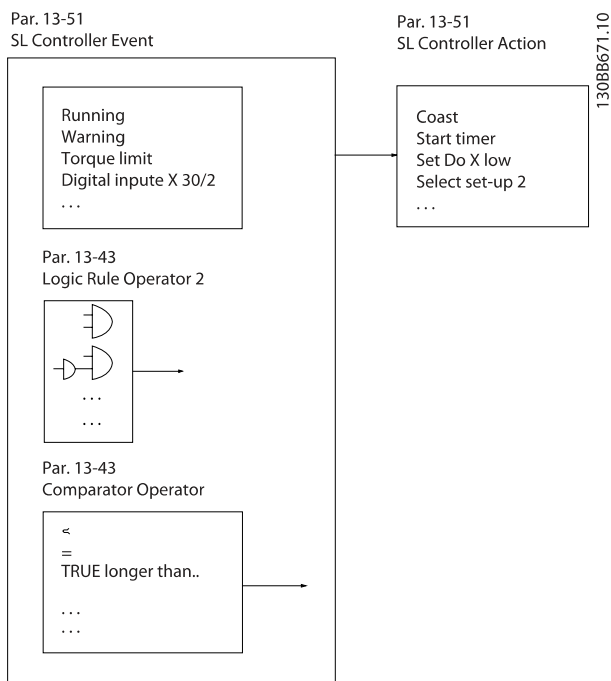 Par. 13-51
SL Controller Event
Par. 13-51
SL Controller Action
130BB671.10
Running
Warning
Torque limit
Digital inpute X 30/2
. . .
Coast
Start timer
Set Do X low
Select set-up 2
. . .
Par. 13-43
Logic Rule Operator 2
. . .
. . .
Par. 13-43
Comparator Operator
=
TRUE longer than..
. . .
. . .